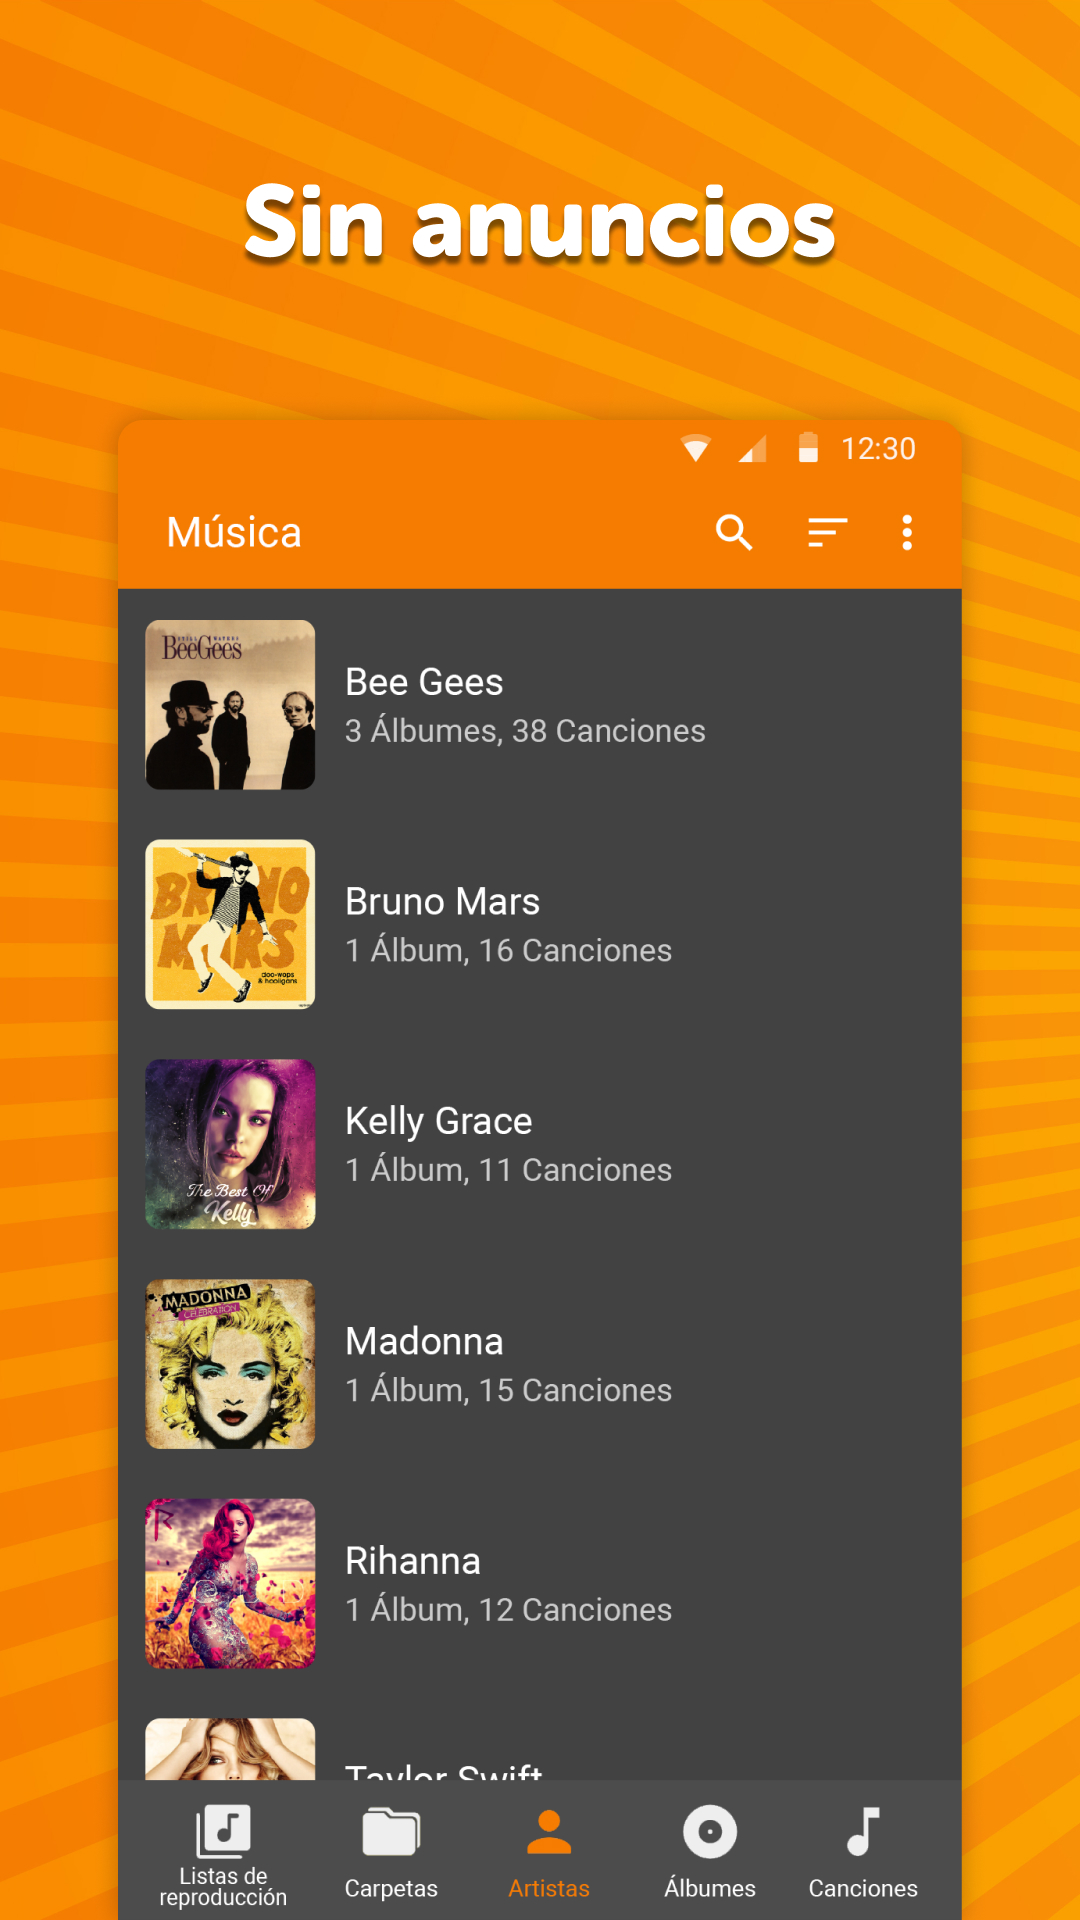 Sin anuncios
12:30
Música
STILL WATERS
BeeGees
Bee Gees
3 Álbumes, 38 Canciones
BRUNO
MARS
doo-wops
& hooligans
Bruno Mars
1 Álbum, 16 Canciones
The Best Of
Kelly
Kelly Grace
1 Álbum, 11 Canciones
MADONNA
CELEBRATION
Madonna
1 Álbum, 15 Canciones
R
Rihanna
1 Álbum, 12 Canciones
Taylor Swift
Listas de
reproducción
Carpetas
Artistas
Álbumes
Canciones